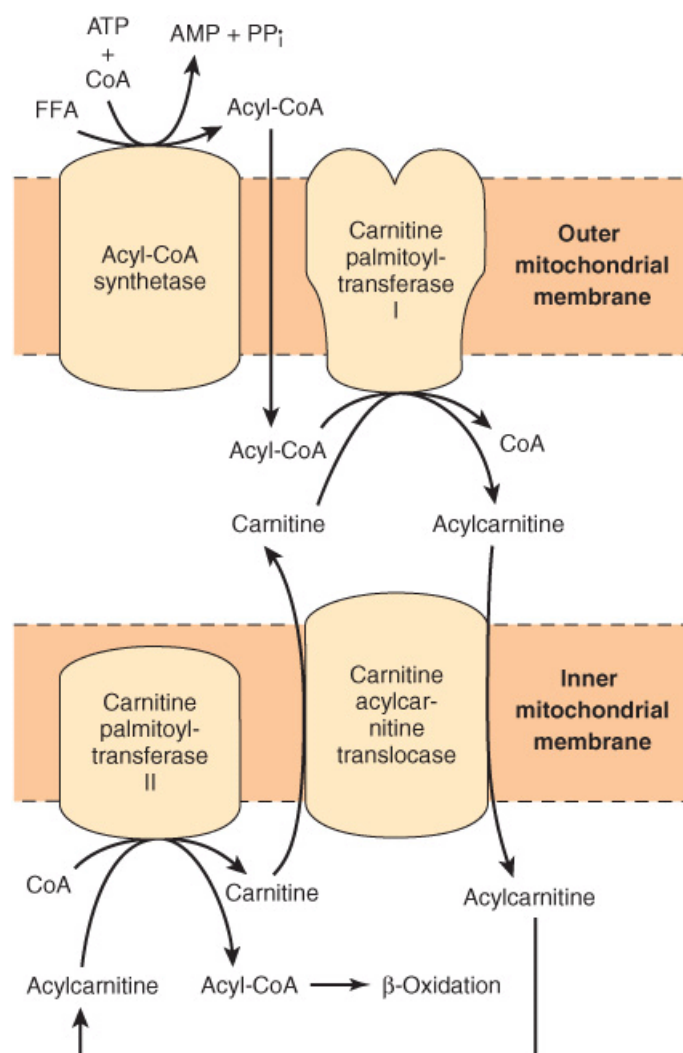 ATP
+
CoA
AMP + PPi
FFA
Acyl-CoA
Acyl-CoA
synthetase
Carnitine
palmitoyl-
transferase
I
Outer
mitochondrial
membrane
Acyl-CoA
CoA
Carnitine
Acylcarnitine
Carnitine
palmitoyl-
transferase
II
Carnitine
acylcar-
nitine
translocase
Inner
mitochondrial
membrane
CoA
Carnitine
Acylcarnitine
Acylcarnitine
Acyl-CoA
β-Oxidation